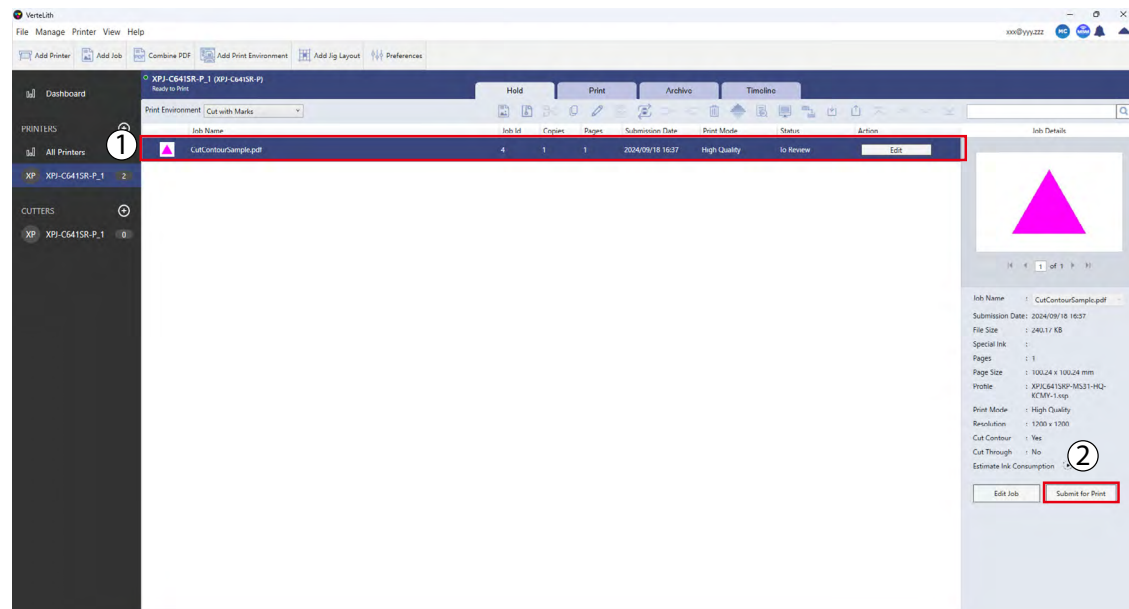 VerteLith
File Manage Printer View Help
xxx@yyy.zzz MC MSM
Add Printer Add Job Combine PDF Add Print Environment Add Jig Layout Preferences
XPJ-C641SR-P_1 (XPJ-C641SR-P)
Ready to Print
Hold Print Archive Timeline
Dashboard
Print Environment Cut with Marks
PRINTERS
Job Name Job Id Copies Pages Submission Date Print Mode Status Action Job Details
1
All Printers
CutContourSample.pdf 4 1 1 2024/09/18 16:37 High Quality To Review Edit
XP XPJ-C641SR-P_1 2
CUTTERS
XP XPJ-C641SR-P_1 0
1 of 1
Job Name : CutContourSample.pdf
Submission Date: 2024/09/18 16:37
File Size : 240.17 KB
Special Ink :
Pages : 1
Page Size : 100.24 x 100.24 mm
Profile : XPJC641SRP-MS31-HQ-
KCMY-1.ssp
Print Mode : High Quality
Resolution : 1200 x 1200
Cut Contour : Yes
Cut Through : No
2
Estimate Ink Consumption
Edit Job Submit for Print